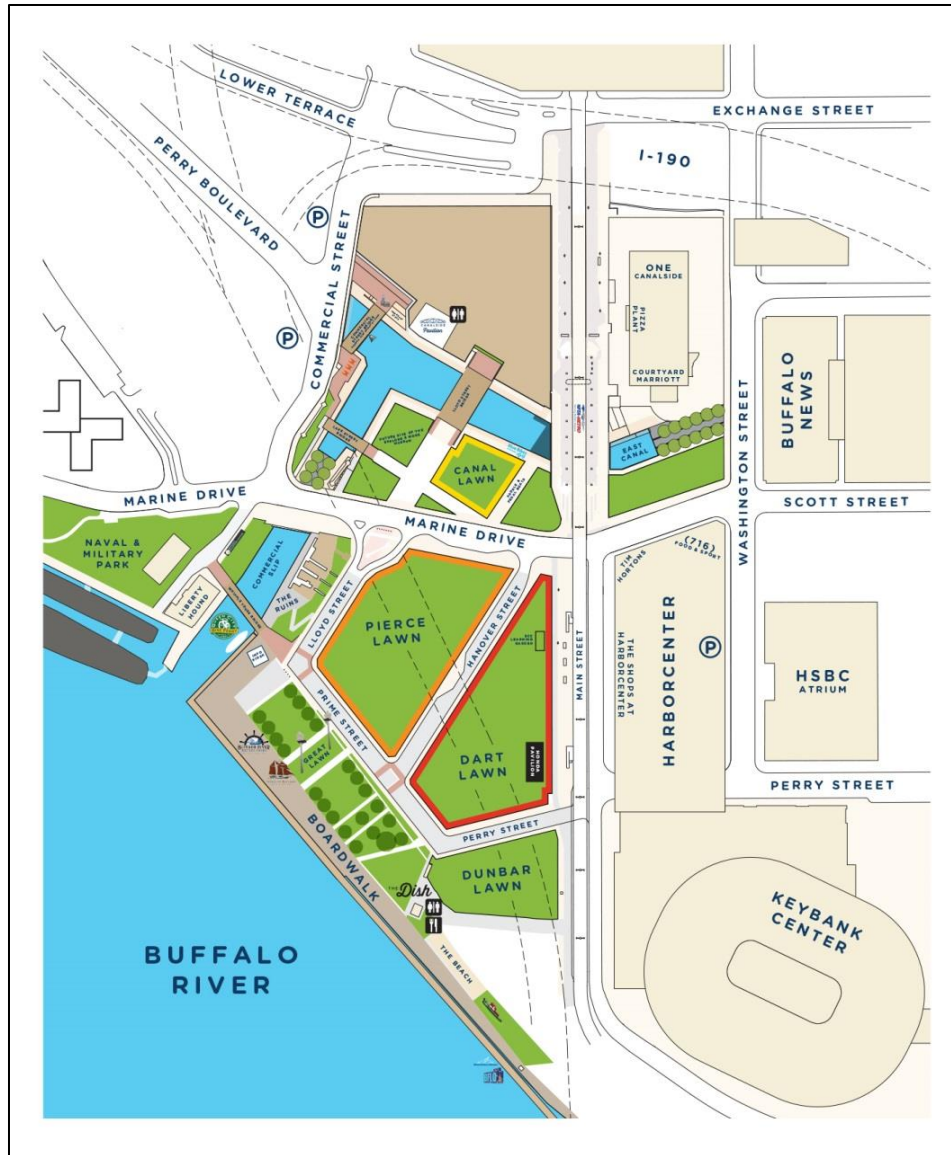 LOWER TERRACE
EXCHANGE STREET
I-190
PERRY BOULEVARD
P
P
COMMERCIAL STREET
ONE
CANALSIDE
PIZZA
PLANT
COURTYARD
MARRIOTT
Pavilion
BUFFALO
NEWS
WASHINGTON STREET
EAST
CANAL
CANAL
LAWN
MARINE DRIVE
MARINE DRIVE
SCOTT STREET
NAVAL &
MILITARY
PARK
LIBERTY
HOUND
COMMERCIAL
SLIP
THE RUINS
LLOYD STREET
PIERCE
LAWN
HANOVER STREET
MAIN STREET
TIM
HORTONS
(716)
FOOD & SPORT
THE SHOPS AT
HARBORCENTER
HARBORCENTER
P
HSBC
ATRIUM
PRIME STREET
GREAT
LAWN
DART
LAWN
HONDA
PAVILION
PERRY STREET
PERRY STREET
BOARDWALK
DUNBAR
LAWN
THE
Dish
THE BEACH
KEYBANK
CENTER
BUFFALO
RIVER